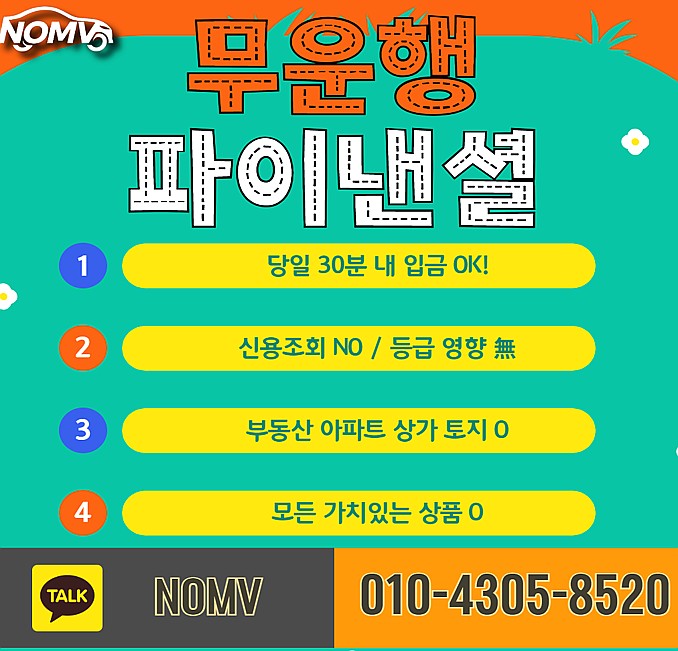 NOMV
무운행
파이낸셜
1 당일 30분 내 입금 OK!
2 신용조회 NO / 등급 영향 無
3 부동산 아파트 상가 토지 O
4 모든 가치있는 상품 O
TALK NOMV 010-4305-8520